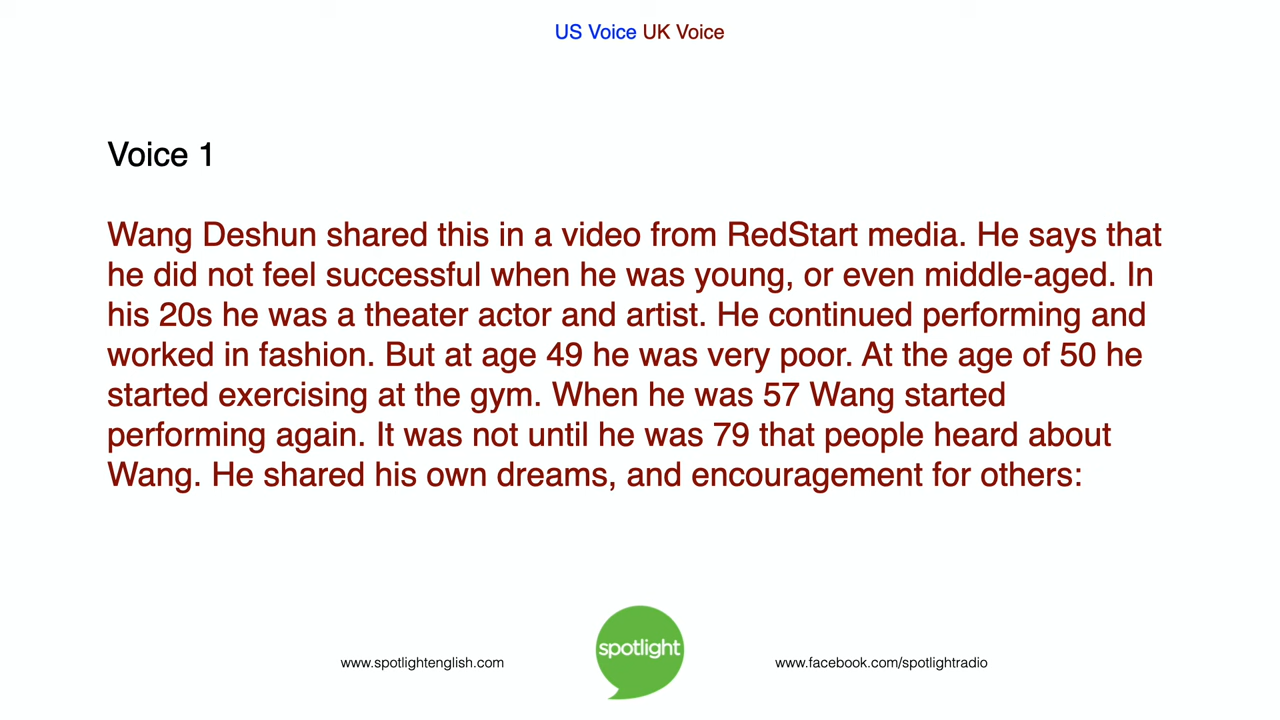 US Voice UK Voice
Voice 1
Wang Deshun shared this in a video from RedStart media. He says that
he did not feel successful when he was young, or even middle-aged. In
his 20s he was a theater actor and artist. He continued performing and
worked in fashion. But at age 49 he was very poor. At the age of 50 he
started exercising at the gym. When he was 57 Wang started
performing again. It was not until he was 79 that people heard about
Wang. He shared his own dreams, and encouragement for others:
spotlight
www.spotlightenglish.com
www.facebook.com/spotlightradio